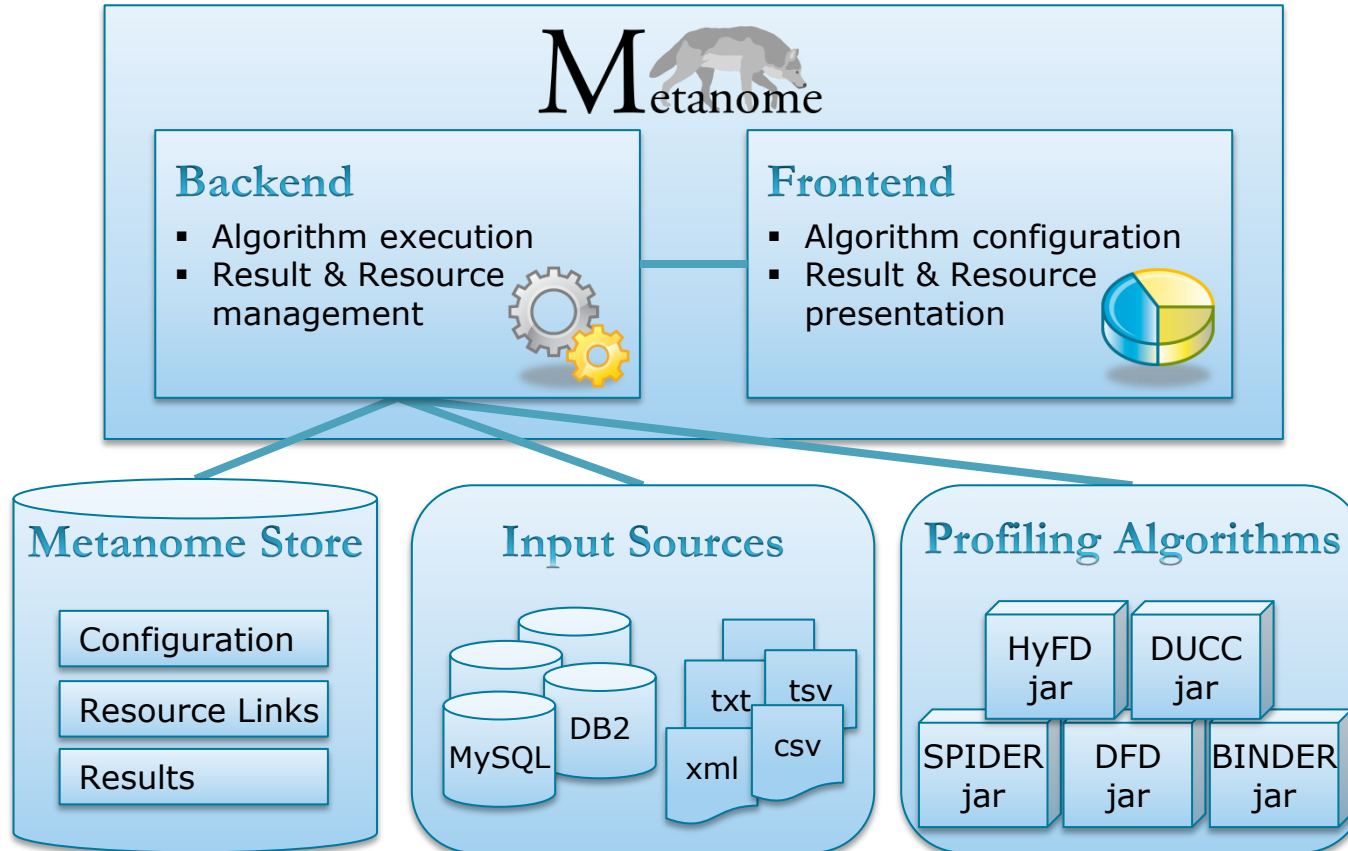 Metanome
Backend
▪ Algorithm execution
▪ Result & Resource
management
Frontend
▪ Algorithm configuration
▪ Result & Resource
presentation
Metanome Store
Configuration
Resource Links
Results
Input Sources
MySQL
DB2
txt
tsv
xml
csv
Profiling Algorithms
HyFD
jar
DUCC
jar
SPIDER
jar
DFD
jar
BINDER
jar